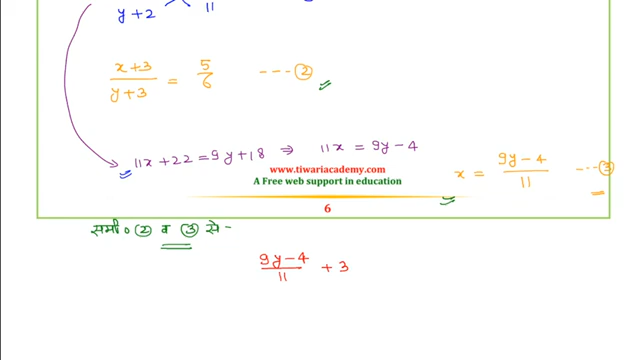 y+2 11
x+3 / y+3 = 5/6 ---- ②
11x+22 = 9y+18 ⇒ 11x = 9y-4
www.tiwariacademy.com
A Free web support in education
x = 9y-4 / 11 --- ③
6
समी० ② व ③ से -
9y-4 / 11 + 3